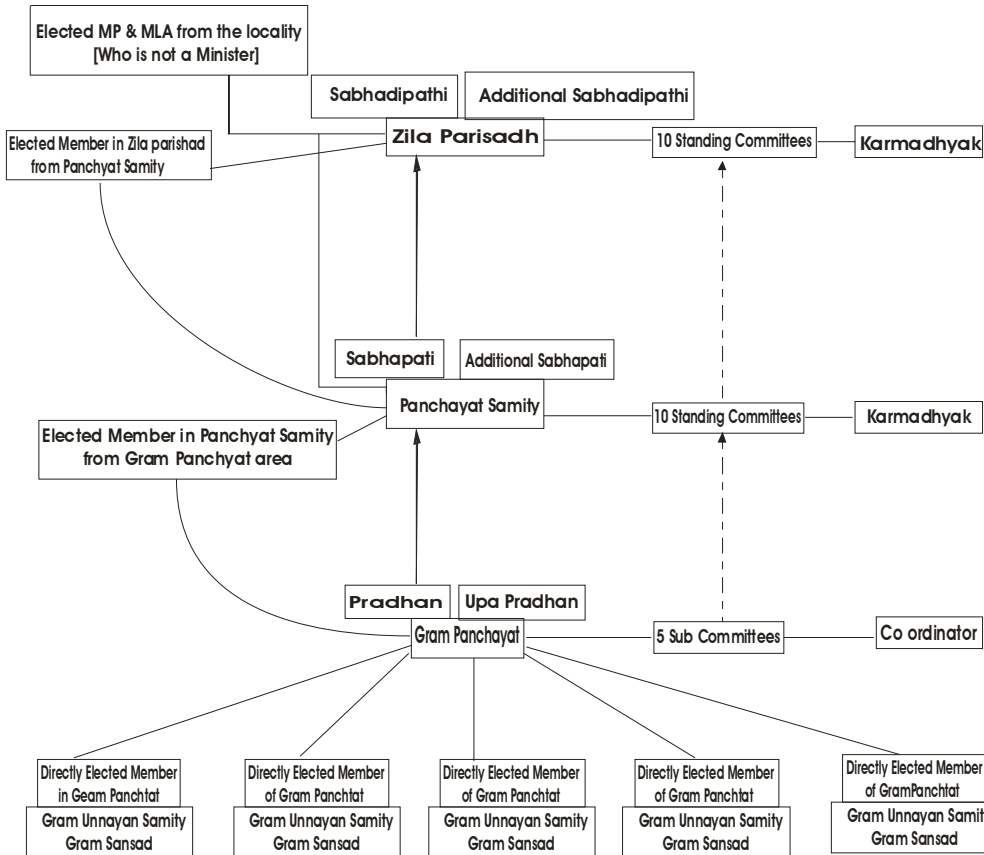 Elected MP & MLA from the locality
[Who is not a Minister]
Sabhadipathi
Additional Sabhadipathi
Zila Parisadh
10 Standing Committees
Karmadhyak
Elected Member in Zila parishad
from Panchyat Samity
Sabhapati
Additional Sabhapati
Panchayat Samity
10 Standing Committees
Karmadhyak
Elected Member in Panchyat Samity
from Gram Panchyat area
Pradhan
Upa Pradhan
Gram Panchayat
5 Sub Committees
Co ordinator
Directly Elected Member
in Geam Panchtat
Gram Unnayan Samity
Gram Sansad
Directly Elected Member
of Gram Panchtat
Gram Unnayan Samity
Gram Sansad
Directly Elected Member
of Gram Panchtat
Gram Unnayan Samity
Gram Sansad
Directly Elected Member
of Gram Panchtat
Gram Unnayan Samity
Gram Sansad
Directly Elected Member
of GramPanchtat
Gram Unnayan Samit
Gram Sansad